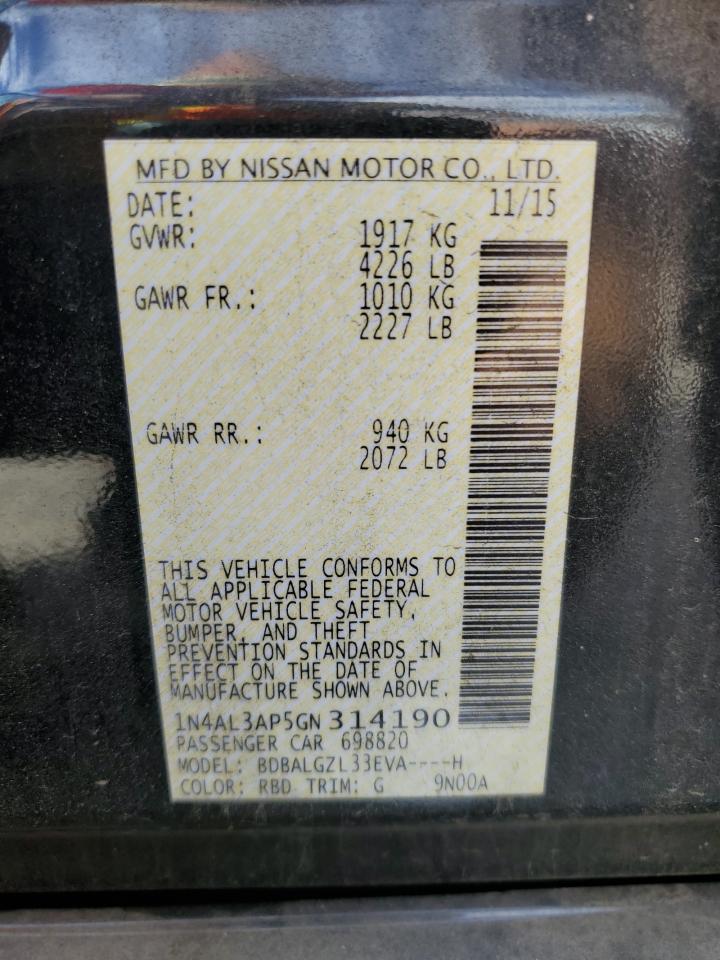 MFD BY NISSAN MOTOR CO., LTD.
DATE: 11/15
GVWR: 1917 KG
4226 LB
GAWR FR.: 1010 KG
2227 LB
GAWR RR.: 940 KG
2072 LB
THIS VEHICLE CONFORMS TO
ALL APPLICABLE FEDERAL
MOTOR VEHICLE SAFETY,
BUMPER, AND THEFT
PREVENTION STANDARDS IN
EFFECT ON THE DATE OF
MANUFACTURE SHOWN ABOVE.
1N4AL3AP5GN 314190
PASSENGER CAR 698820
MODEL: BDBALGZL33EVA----H
COLOR: RBD TRIM: G 9N00A